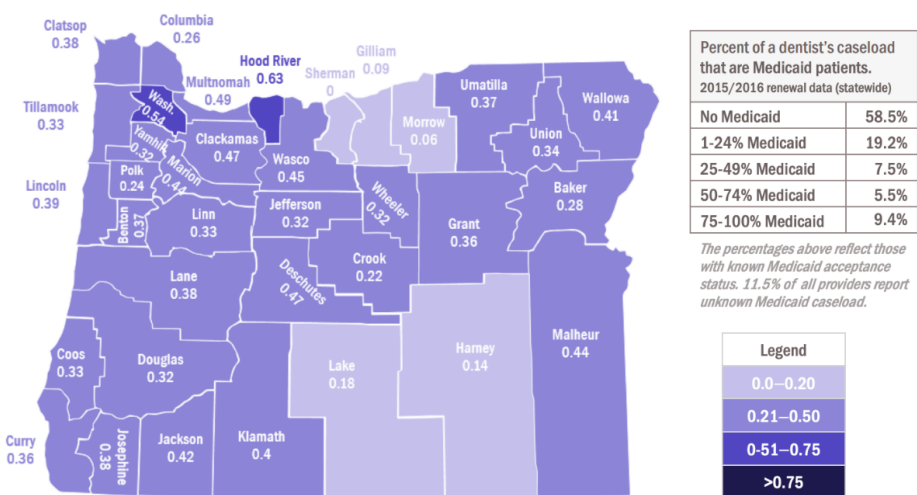 Clatsop
0.38
Columbia
0.26
Hood River
0.63
Gilliam
0.09
Sherman
0
Multnomah
0.49
Tillamook
0.33
Wash.
0.54
Yamhill
0.32
Clackamas
0.47
Marion
0.44
Polk
0.24
Lincoln
0.39
Benton
0.37
Linn
0.33
Wasco
0.45
Jefferson
0.32
Wheeler
0.32
Morrow
0.06
Umatilla
0.37
Union
0.34
Wallowa
0.41
Baker
0.28
Grant
0.36
Crook
0.22
Deschutes
0.47
Lane
0.38
Coos
0.33
Douglas
0.32
Lake
0.18
Harney
0.14
Malheur
0.44
Curry
0.36
Josephine
0.38
Jackson
0.42
Klamath
0.4
Percent of a dentist's caseload
that are Medicaid patients.
2015/2016 renewal data (statewide)
No Medicaid 58.5%
1-24% Medicaid 19.2%
25-49% Medicaid 7.5%
50-74% Medicaid 5.5%
75-100% Medicaid 9.4%
The percentages above reflect those
with known Medicaid acceptance
status. 11.5% of all providers report
unknown Medicaid caseload.
Legend
0.0—0.20
0.21—0.50
0-51—0.75
>0.75